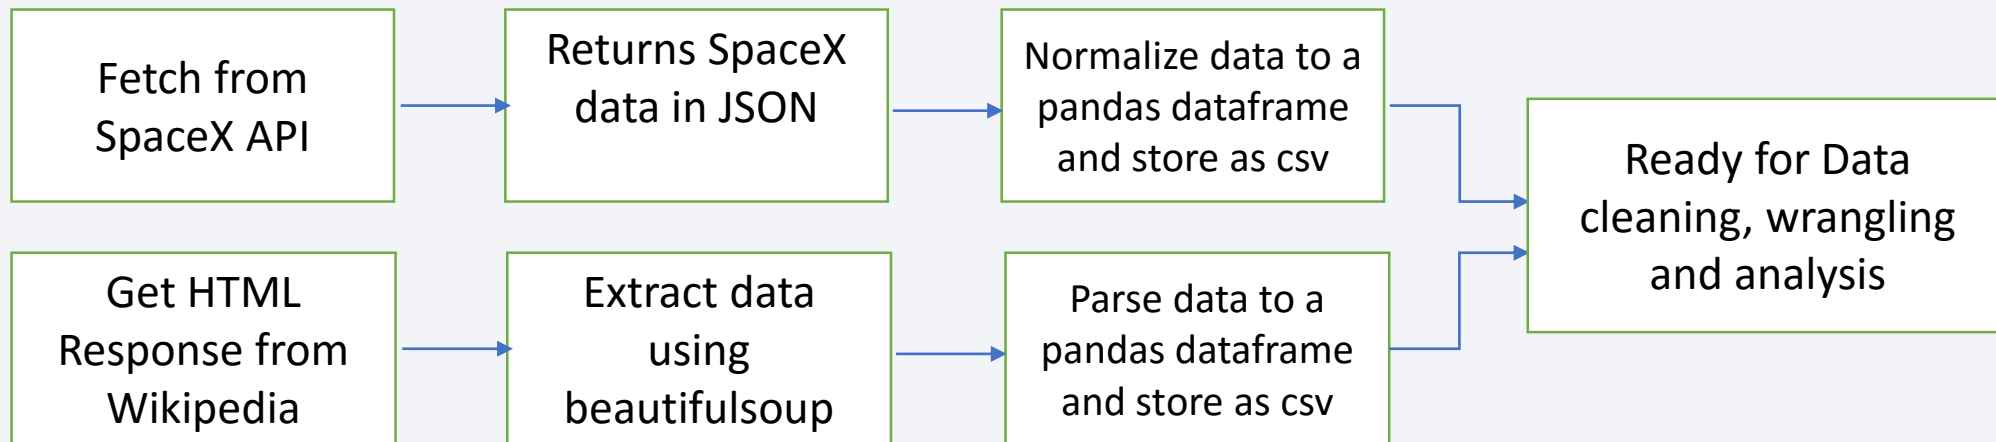 Fetch from
SpaceX API
Returns SpaceX
data in JSON
Normalize data to a
pandas dataframe
and store as csv
Ready for Data
cleaning, wrangling
and analysis
Get HTML
Response from
Wikipedia
Extract data
using
beautifulsoup
Parse data to a
pandas dataframe
and store as csv